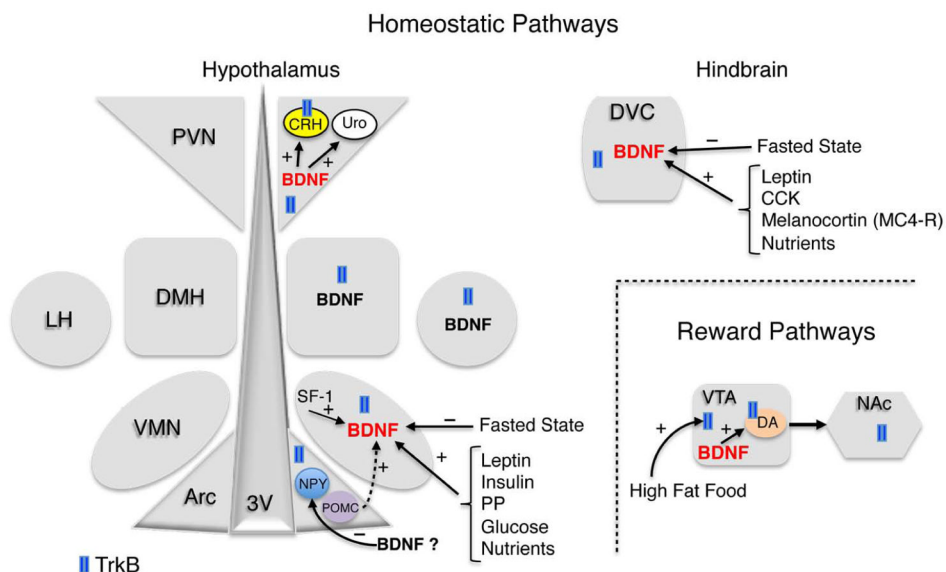 Homeostatic Pathways
Hypothalamus
Hindbrain
PVN
CRH
Uro
+
+
BDNF
DVC
BDNF
−
Fasted State
+
Leptin
CCK
Melanocortin (MC4-R)
Nutrients
LH
DMH
BDNF
BDNF
VMN
SF-1
+
BDNF
−
Fasted State
+
+
Leptin
Insulin
PP
Glucose
Nutrients
Arc
3V
NPY
POMC
−
BDNF ?
TrkB
Reward Pathways
VTA
NAc
+
+
DA
BDNF
High Fat Food